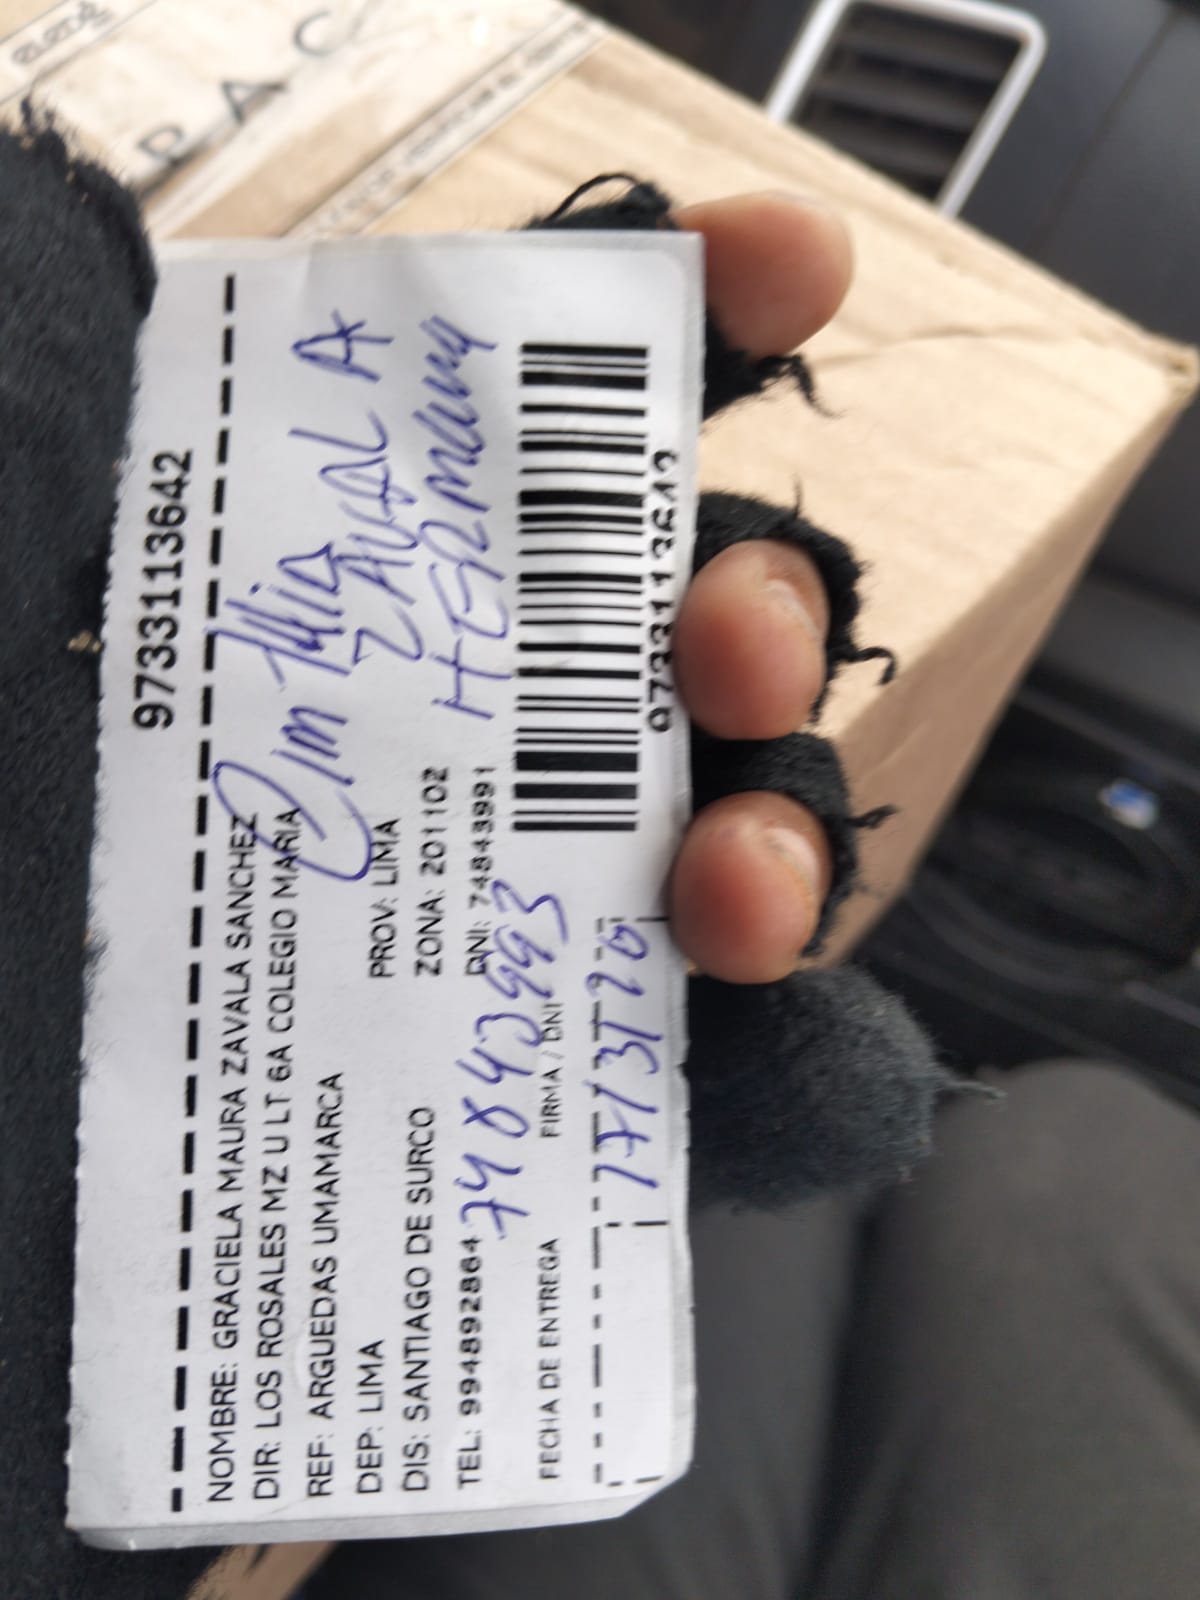 9733113642
NOMBRE: GRACIELA MAURA ZAVALA SANCHEZ
DIR: LOS ROSALES MZ U LT 6A COLEGIO MARIA
REF: ARGUEDAS UMAMARCA
DEP: LIMA PROV: LIMA
DIS: SANTIAGO DE SURCO ZONA: 201102
TEL: 994892864 DNI: 74843991
ZAVALA
HERMANA
74843993
FECHA DE ENTREGA FIRMA / DNI
9733113642